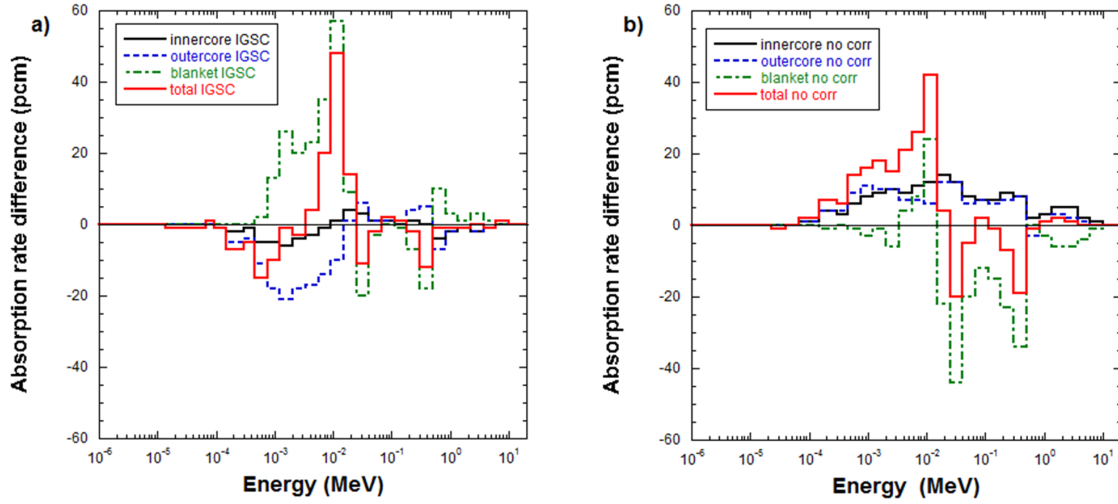 a)
innercore IGSC
outercore IGSC
blanket IGSC
total IGSC
60
40
20
0
-20
-40
-60
Absorption rate difference (pcm)
10-6
10-5
10-4
10-3
10-2
10-1
100
101
Energy (MeV)
b)
innercore no corr
outercore no corr
blanket no corr
total no corr
60
40
20
0
-20
-40
-60
Absorption rate difference (pcm)
10-6
10-5
10-4
10-3
10-2
10-1
100
101
Energy (MeV)